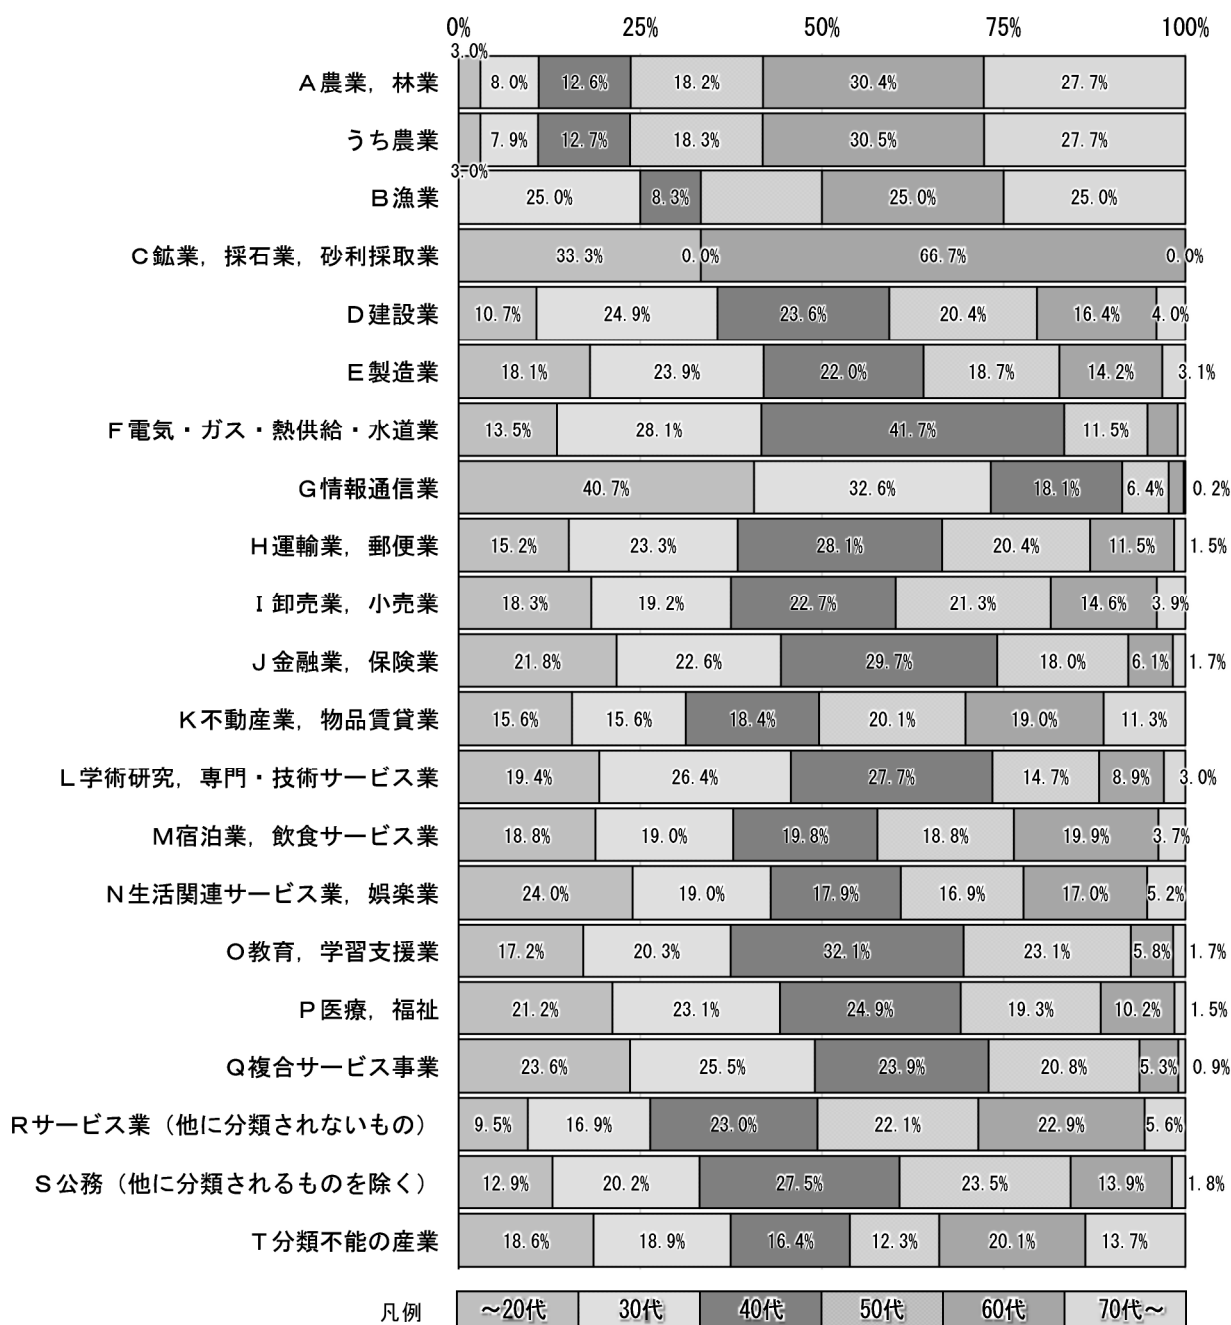 0% 25% 50% 75% 100%
A農業，林業 3.0% 8.0% 12.6% 18.2% 30.4% 27.7%
うち農業 3.0% 7.9% 12.7% 18.3% 30.5% 27.7%
B漁業 25.0% 8.3% 25.0% 25.0%
C鉱業，採石業，砂利採取業 33.3% 0.0% 66.7% 0.0%
D建設業 10.7% 24.9% 23.6% 20.4% 16.4% 4.0%
E製造業 18.1% 23.9% 22.0% 18.7% 14.2% 3.1%
F電気・ガス・熱供給・水道業 13.5% 28.1% 41.7% 11.5%
G情報通信業 40.7% 32.6% 18.1% 6.4% 0.2%
H運輸業，郵便業 15.2% 23.3% 28.1% 20.4% 11.5% 1.5%
I卸売業，小売業 18.3% 19.2% 22.7% 21.3% 14.6% 3.9%
J金融業，保険業 21.8% 22.6% 29.7% 18.0% 6.1% 1.7%
K不動産業，物品賃貸業 15.6% 15.6% 18.4% 20.1% 19.0% 11.3%
L学術研究，専門・技術サービス業 19.4% 26.4% 27.7% 14.7% 8.9% 3.0%
M宿泊業，飲食サービス業 18.8% 19.0% 19.8% 18.8% 19.9% 3.7%
N生活関連サービス業，娯楽業 24.0% 19.0% 17.9% 16.9% 17.0% 5.2%
O教育，学習支援業 17.2% 20.3% 32.1% 23.1% 5.8% 1.7%
P医療，福祉 21.2% 23.1% 24.9% 19.3% 10.2% 1.5%
Q複合サービス事業 23.6% 25.5% 23.9% 20.8% 5.3% 0.9%
Rサービス業（他に分類されないもの） 9.5% 16.9% 23.0% 22.1% 22.9% 5.6%
S公務（他に分類されるものを除く） 12.9% 20.2% 27.5% 23.5% 13.9% 1.8%
T分類不能の産業 18.6% 18.9% 16.4% 12.3% 20.1% 13.7%
凡例 〜20代 30代 40代 50代 60代 70代〜